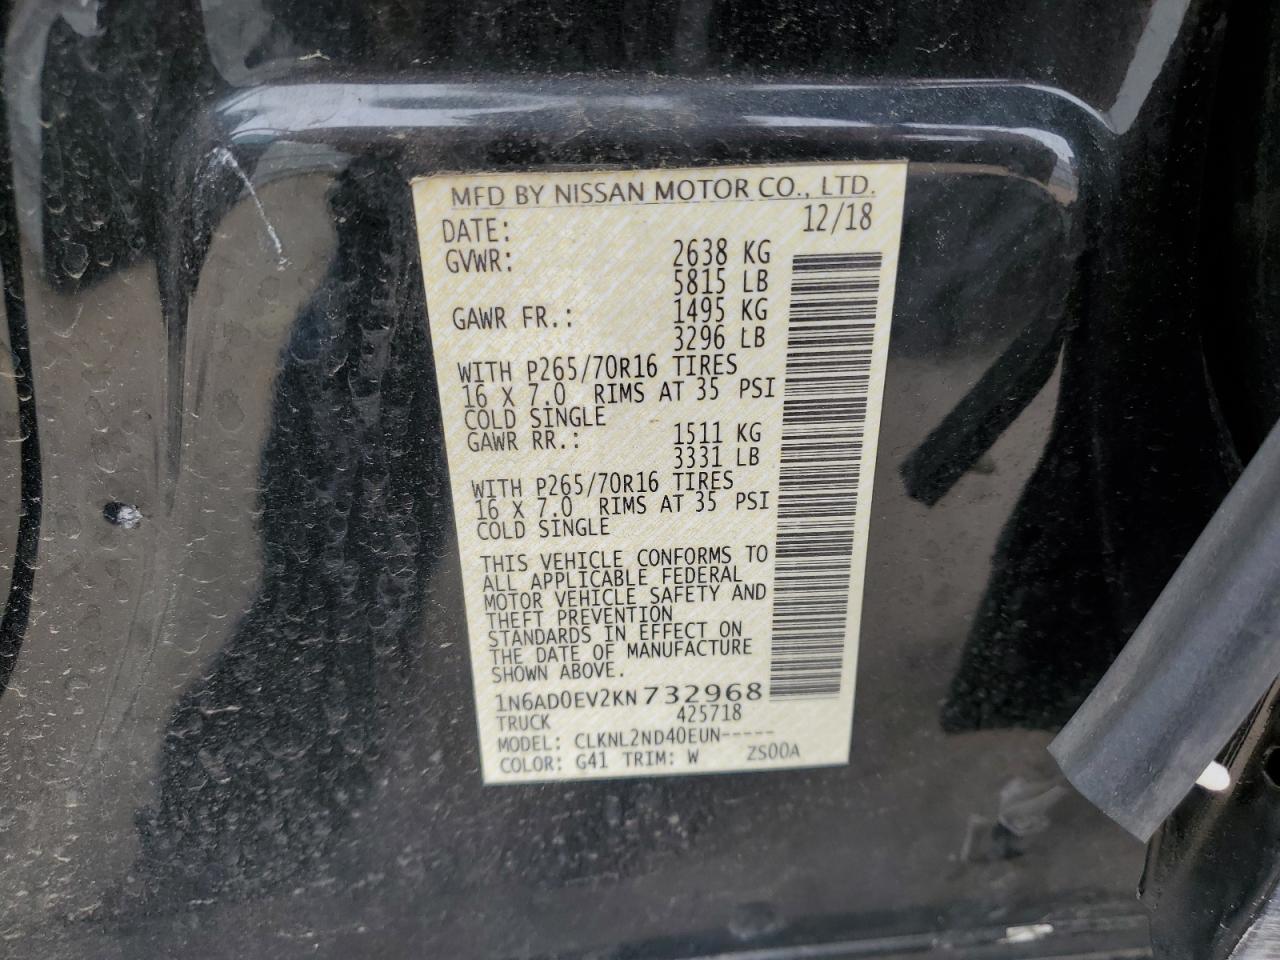 MFD BY NISSAN MOTOR CO., LTD.
DATE: 12/18
GVWR: 2638 KG
5815 LB
GAWR FR.: 1495 KG
3296 LB
WITH P265/70R16 TIRES
16 X 7.0 RIMS AT 35 PSI
COLD SINGLE
GAWR RR.: 1511 KG
3331 LB
WITH P265/70R16 TIRES
16 X 7.0 RIMS AT 35 PSI
COLD SINGLE
THIS VEHICLE CONFORMS TO
ALL APPLICABLE FEDERAL
MOTOR VEHICLE SAFETY AND
THEFT PREVENTION
STANDARDS IN EFFECT ON
THE DATE OF MANUFACTURE
SHOWN ABOVE.
1N6AD0EV2KN732968
TRUCK 425718
MODEL: CLKNL2ND40EUN-----
COLOR: G41 TRIM: W ZS00A